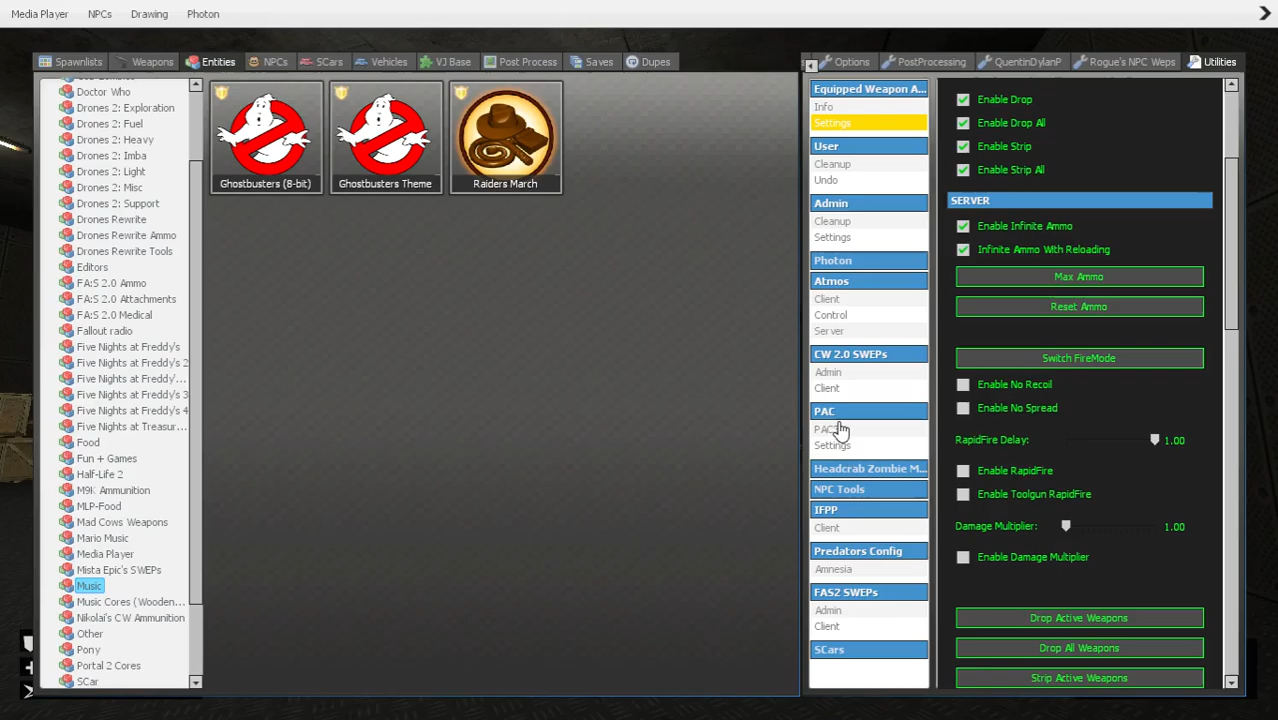 Media Player
NPCs
Drawing
Photon
Spawnlists
Weapons
Entities
NPCs
SCars
Vehicles
VJ Base
Post Process
Saves
Dupes
Options
PostProcessing
QuentinDylanP
Rogue's NPC Weps
Utilities
Doctor Who
Drones 2: Exploration
Drones 2: Fuel
Drones 2: Heavy
Drones 2: Imba
Drones 2: Light
Drones 2: Misc
Drones 2: Support
Drones Rewrite
Drones Rewrite Ammo
Drones Rewrite Tools
Editors
FA:S 2.0 Ammo
FA:S 2.0 Attachments
FA:S 2.0 Medical
Fallout radio
Five Nights at Freddy's
Five Nights at Freddy's 2
Five Nights at Freddy'...
Five Nights at Freddy's 3
Five Nights at Freddy's 4
Five Nights at Treasur...
Food
Fun + Games
Half-Life 2
M9K Ammunition
MLP-Food
Mad Cows Weapons
Mario Music
Media Player
Mista Epic's SWEPs
Music
Music Cores (Wooden...
Nikolai's CW Ammunition
Other
Pony
Portal 2 Cores
SCar
Ghostbusters (8-bit)
Ghostbusters Theme
Raiders March
Equipped Weapon A...
Info
Settings
User
Cleanup
Undo
Admin
Cleanup
Settings
Photon
Atmos
Client
Control
Server
CW 2.0 SWEPs
Admin
Client
PAC
Settings
Headcrab Zombie M...
NPC Tools
IFPP
Client
Predators Config
Amnesia
FAS2 SWEPs
Admin
Client
SCars
Enable Drop
Enable Drop All
Enable Strip
Enable Strip All
SERVER
Enable Infinite Ammo
Infinite Ammo With Reloading
Max Ammo
Reset Ammo
Switch FireMode
Enable No Recoil
Enable No Spread
RapidFire Delay: 1.00
Enable RapidFire
Enable Toolgun RapidFire
Damage Multiplier: 1.00
Enable Damage Multiplier
Drop Active Weapons
Drop All Weapons
Strip Active Weapons